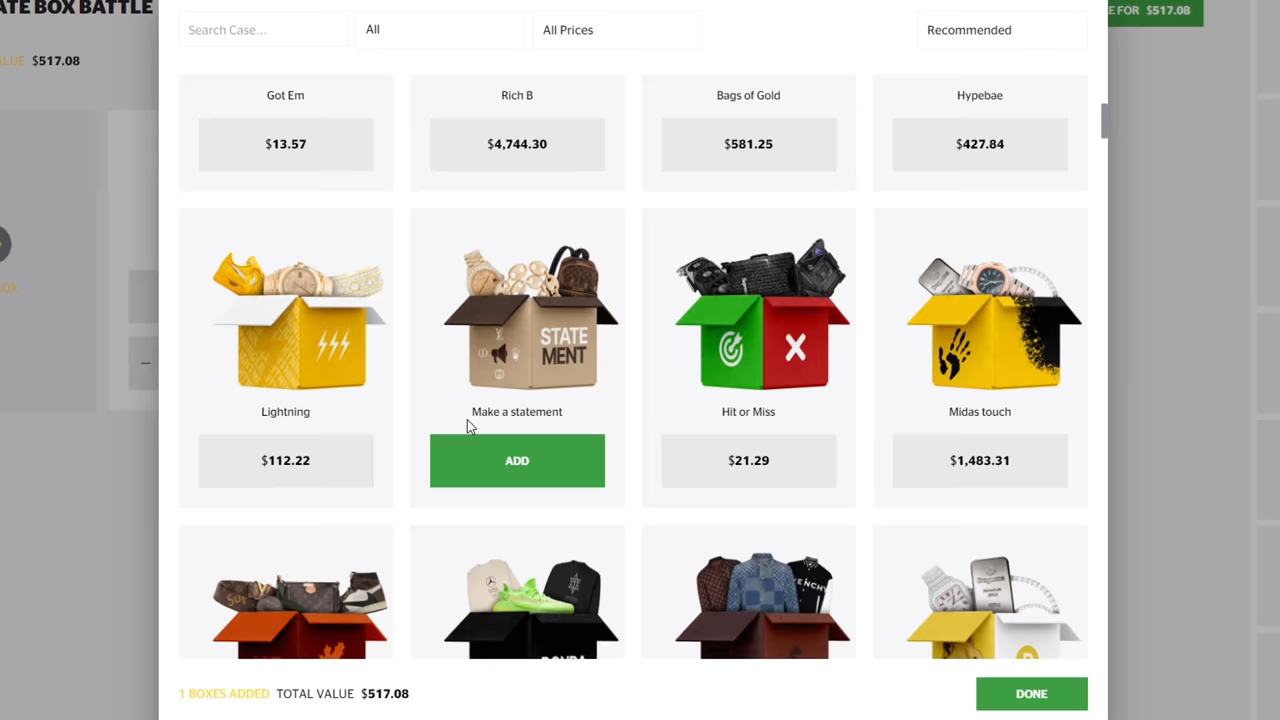 ATE BOX BATTLE
E FOR $517.08
ALUE $517.08
Search Case...
All
All Prices
Recommended
Got Em
Rich B
Bags of Gold
Hypebae
$13.57
$4,744.30
$581.25
$427.84
STATE
MENT
Lightning
Make a statement
Hit or Miss
Midas touch
$112.22
ADD
$21.29
$1,483.31
1 BOXES ADDED TOTAL VALUE $517.08
DONE